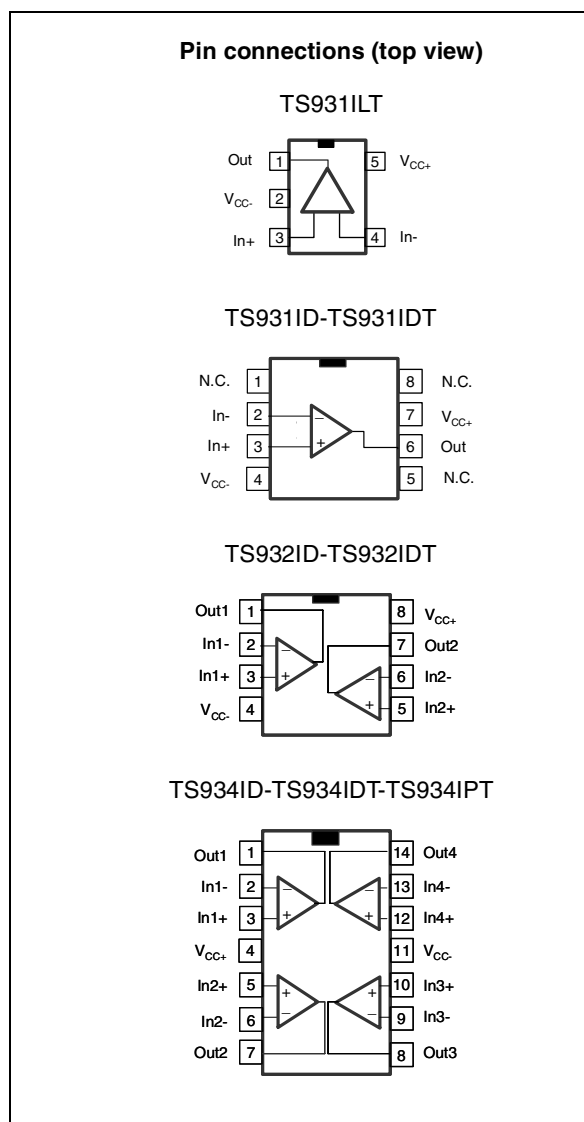 Pin connections (top view)
TS931ILT
Out 1 5 VCC+
VCC- 2
In+ 3 4 In-
TS931ID-TS931IDT
N.C. 1 8 N.C.
In- 2 − 7 VCC+
In+ 3 + 6 Out
VCC- 4 5 N.C.
TS932ID-TS932IDT
Out1 1 8 VCC+
In1- 2 − 7 Out2
In1+ 3 + − 6 In2-
VCC- 4 + 5 In2+
TS934ID-TS934IDT-TS934IPT
Out1 1 14 Out4
In1- 2 − − 13 In4-
In1+ 3 + + 12 In4+
VCC+ 4 11 VCC-
In2+ 5 + + 10 In3+
In2- 6 − − 9 In3-
Out2 7 8 Out3